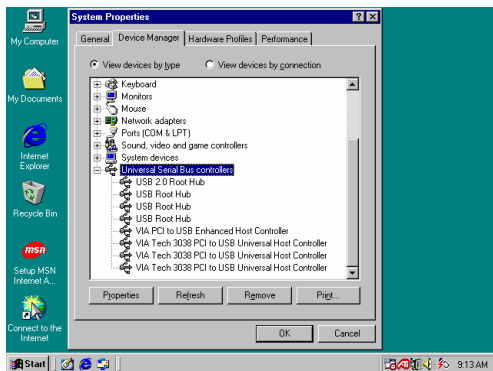 System Properties
General Device Manager Hardware Profiles Performance
View devices by type View devices by connection
Keyboard
Monitors
Mouse
Network adapters
Ports (COM & LPT)
Sound, video and game controllers
System devices
Universal Serial Bus controllers
USB 2.0 Root Hub
USB Root Hub
USB Root Hub
USB Root Hub
VIA PCI to USB Enhanced Host Controller
VIA Tech 3038 PCI to USB Universal Host Controller
VIA Tech 3038 PCI to USB Universal Host Controller
VIA Tech 3038 PCI to USB Universal Host Controller
Properties Refresh Remove Print...
OK Cancel
My Computer
My Documents
Internet
Explorer
Recycle Bin
msn
Setup MSN
Internet A...
Connect to the
Internet
Start 9:13 AM